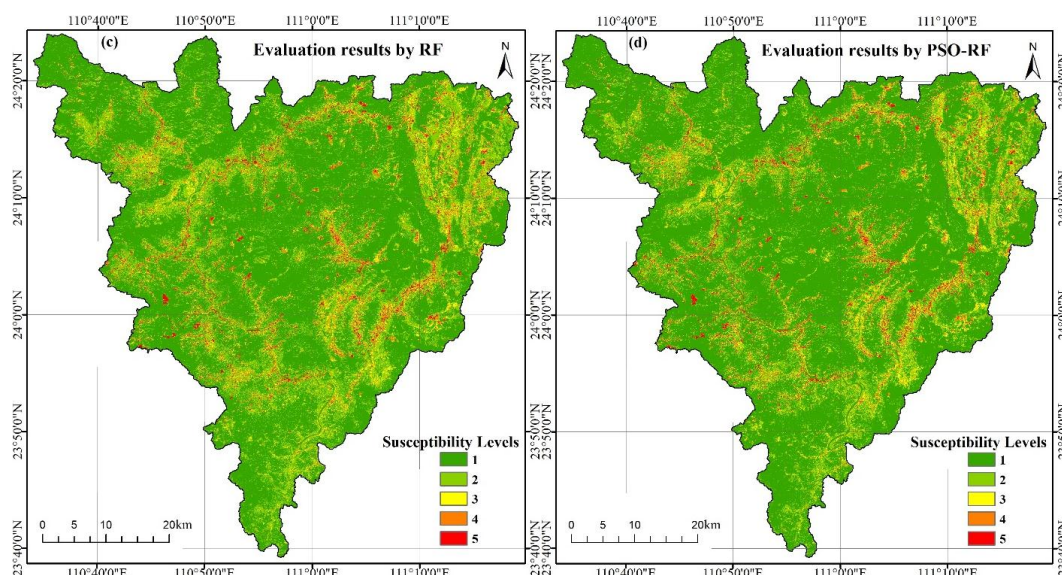 110°40'0"E 110°50'0"E 111°0'0"E 111°10'0"E
(c)
Evaluation results by RF
N
24°20'0"N
24°10'0"N
24°0'0"N
23°50'0"N
23°40'0"N
Susceptibility Levels
1
2
3
4
5
0 5 10 20km
110°40'0"E 110°50'0"E 111°0'0"E 111°10'0"E
110°40'0"E 110°50'0"E 111°0'0"E 111°10'0"E
(d)
Evaluation results by PSO-RF
N
24°20'0"N
24°10'0"N
24°0'0"N
23°50'0"N
23°40'0"N
Susceptibility Levels
1
2
3
4
5
0 5 10 20km
110°40'0"E 110°50'0"E 111°0'0"E 111°10'0"E